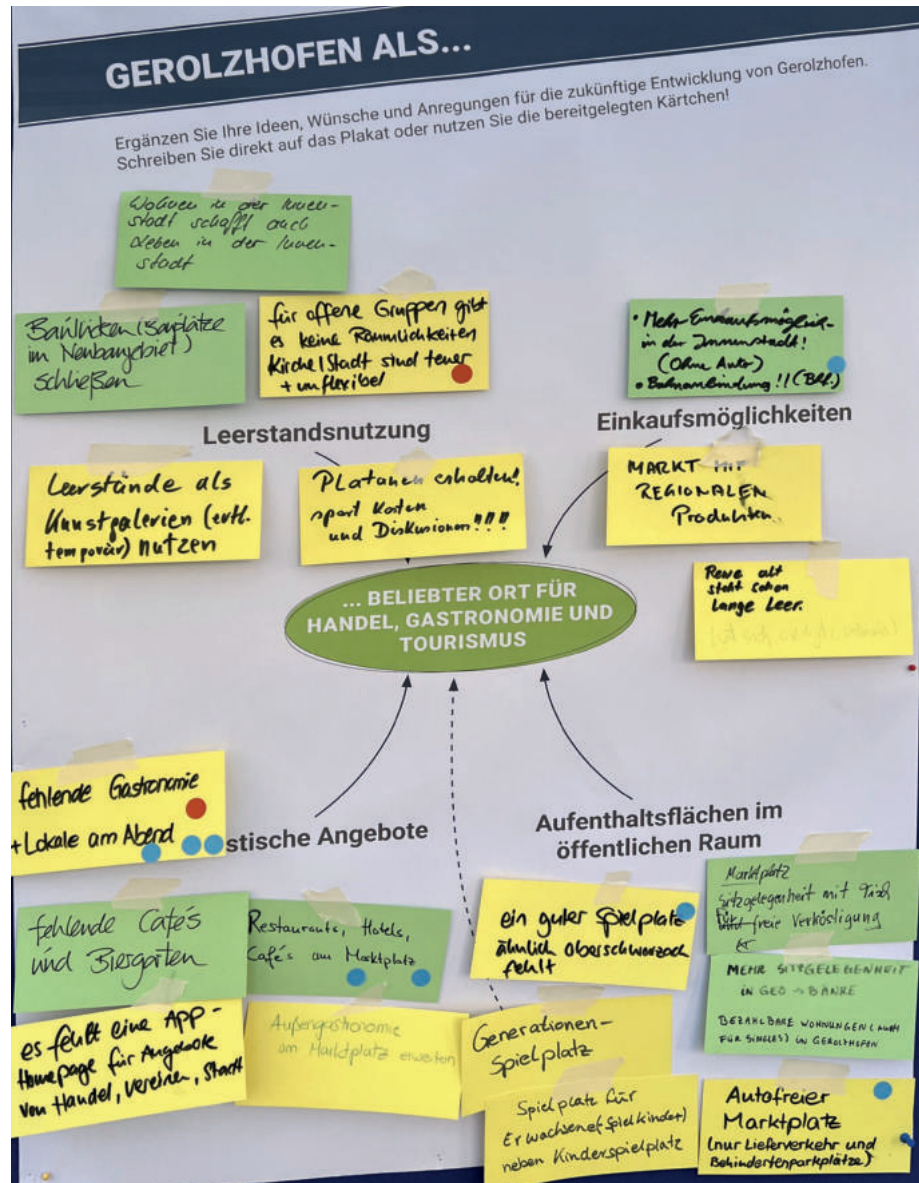 GEROLZHOFEN ALS...
Ergänzen Sie Ihre Ideen, Wünsche und Anregungen für die zukünftige Entwicklung von Gerolzhofen.
Schreiben Sie direkt auf das Plakat oder nutzen Sie die bereitgelegten Kärtchen!
Wohnen in der Innen-
stadt schafft auch
Leben in der Innen-
stadt
Baulücken (Bauplätze
im Neubaugebiet)
schließen
für offene Gruppen gibt
es keine Räumlichkeiten
Kirche/Stadt sind teuer
+ unflexibel
• Mehr Einkaufsmöglich-
in der Innenstadt!
(Ohne Auto)
• Bahnanbindung!! (Bhf.)
Leerstandsnutzung
Einkaufsmöglichkeiten
Leerstände als
Kunstgalerien (evtl.
temporär) nutzen
PLatanen erhalten!
spart Kosten
und Diskusionen!!!
MARKT MIT
REGIONALEN
Produkten
Rewe alt
steht schon
lange leer.
... BELIEBTER ORT FÜR
HANDEL, GASTRONOMIE UND
TOURISMUS
fehlende Gastronomie
+Lokale am Abend
stische Angebote
Aufenthaltsflächen im
öffentlichen Raum
fehlende Cafés
und Biergarten
Restaurants, Hotels,
Café's am Marktplatz
ein guter Spielplatz
ähnlich Oberschwarzach
fehlt
Marktplatz
Sitzgelegenheit mit Tisch
freie Verköstigung
MEHR SITZGELEGENHEIT
IN GEO → BÄNKE
BEZAHLBARE WOHNUNGEN (AUCH
FÜR SINGLES) IN GEROLZHOFEN
es fehlt eine APP-
Homepage für Angebote
von Handel, Vereinen, Stadt
Außengastronomie
am Marktplatz erweitern
Generationen-
Spielplatz
Spielplatz für
Erwachsene (Spielkinder)
neben Kinderspielplatz
Autofreier
Marktplatz
(nur Lieferverkehr und
Behindertenparkplätze)